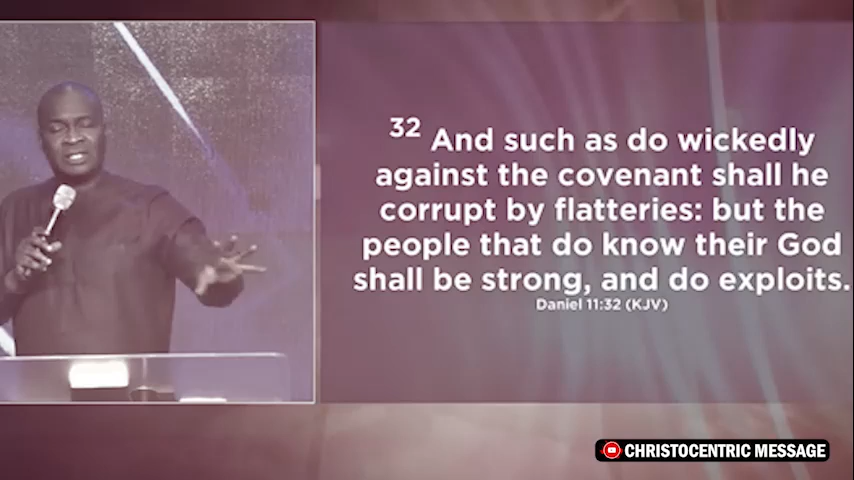 32 And such as do wickedly
against the covenant shall he
corrupt by flatteries: but the
people that do know their God
shall be strong, and do exploits.
Daniel 11:32 (KJV)
CHRISTOCENTRIC MESSAGE